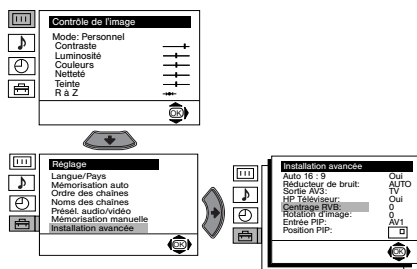 Contrôle de l'image
Mode: Personnel
Contraste
Luminosité
Couleurs
Netteté
Teinte
R à Z
OK
Réglage
Langue/Pays
Mémorisation auto
Ordre des chaînes
Noms des chaînes
Présél. audio/vidéo
Mémorisation manuelle
Installation avancée
OK
Installation avancée
Auto 16 : 9 Oui
Réducteur de bruit: AUTO
Sortie AV3: TV
HP Téléviseur: Oui
Centrage RVB: 0
Rotation d'image: 0
Entrée PIP: AV1
Position PIP:
OK